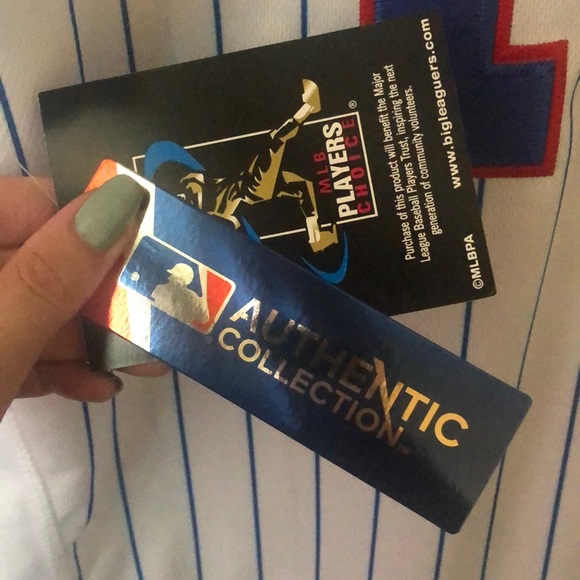 MLB
PLAYERS
CHOICE®
Purchase of this product will benefit the Major
League Baseball Players Trust, inspiring the next
generation of community volunteers.
www.bigleaguers.com
©MLBPA
AUTHENTIC
COLLECTION™